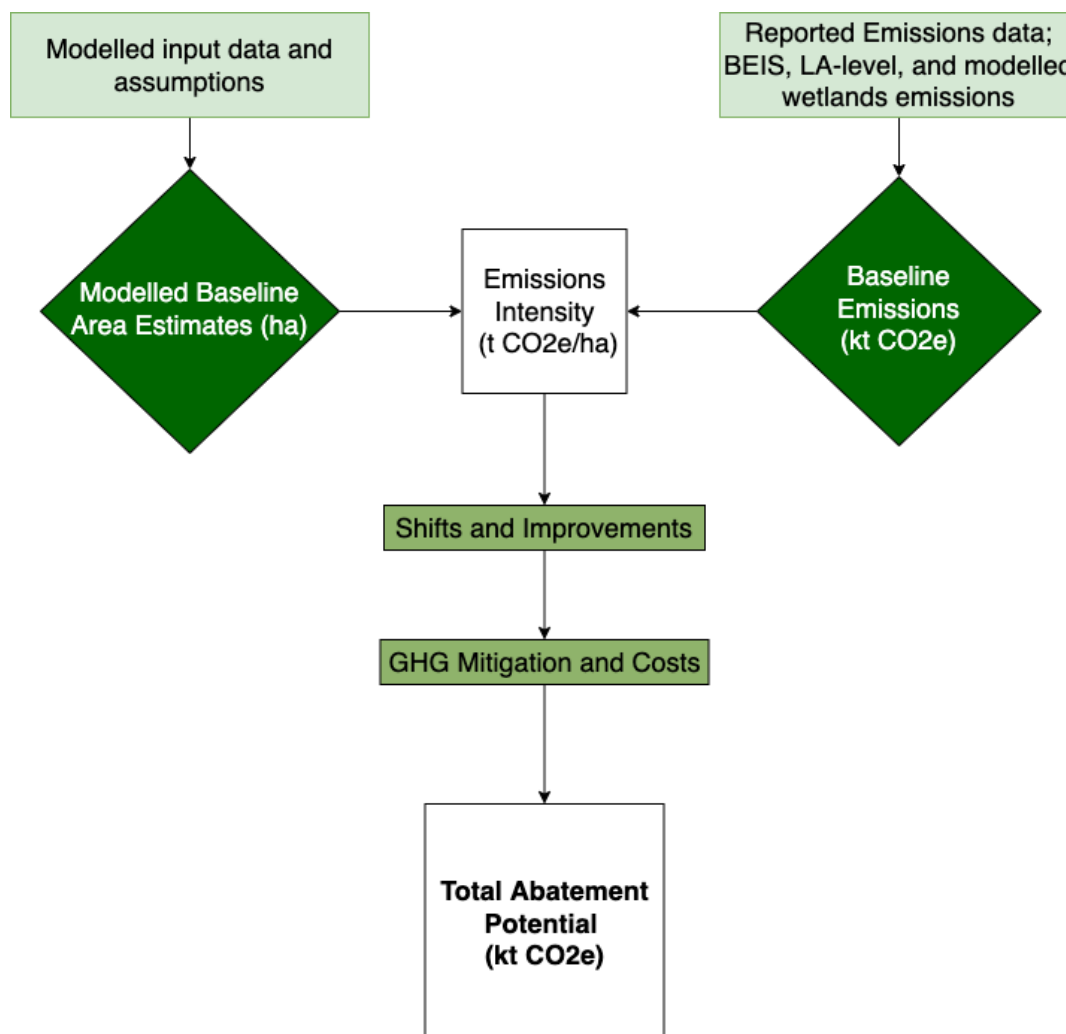 Modelled input data and
assumptions
Reported Emissions data;
BEIS, LA-level, and modelled
wetlands emissions
Modelled Baseline
Area Estimates (ha)
Emissions
Intensity
(t CO2e/ha)
Baseline
Emissions
(kt CO2e)
Shifts and Improvements
GHG Mitigation and Costs
Total Abatement
Potential
(kt CO2e)